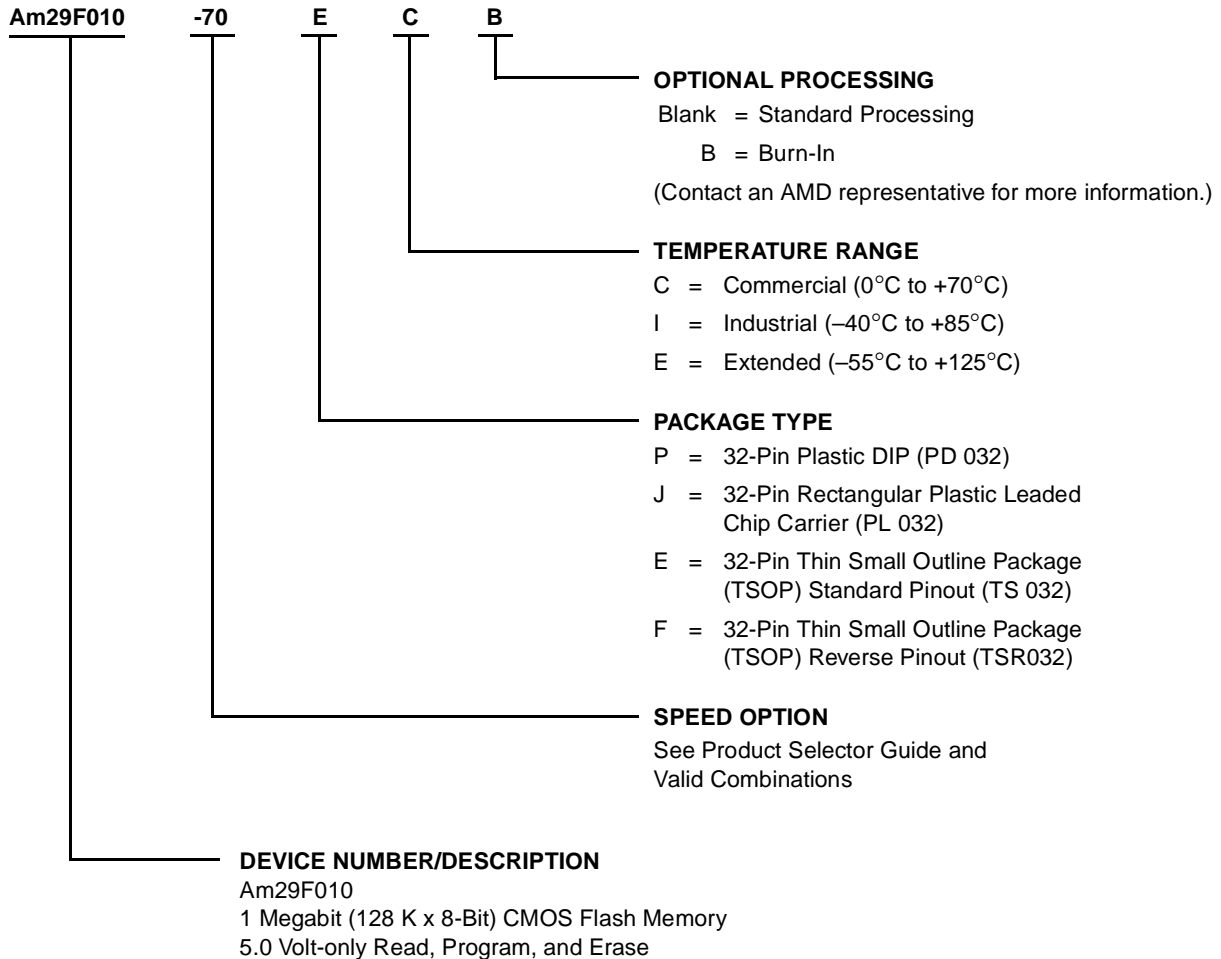 Am29F010 -70 E C B
OPTIONAL PROCESSING
Blank = Standard Processing
B = Burn-In
(Contact an AMD representative for more information.)
TEMPERATURE RANGE
C = Commercial (0°C to +70°C)
I = Industrial (–40°C to +85°C)
E = Extended (–55°C to +125°C)
PACKAGE TYPE
P = 32-Pin Plastic DIP (PD 032)
J = 32-Pin Rectangular Plastic Leaded
Chip Carrier (PL 032)
E = 32-Pin Thin Small Outline Package
(TSOP) Standard Pinout (TS 032)
F = 32-Pin Thin Small Outline Package
(TSOP) Reverse Pinout (TSR032)
SPEED OPTION
See Product Selector Guide and
Valid Combinations
DEVICE NUMBER/DESCRIPTION
Am29F010
1 Megabit (128 K x 8-Bit) CMOS Flash Memory
5.0 Volt-only Read, Program, and Erase